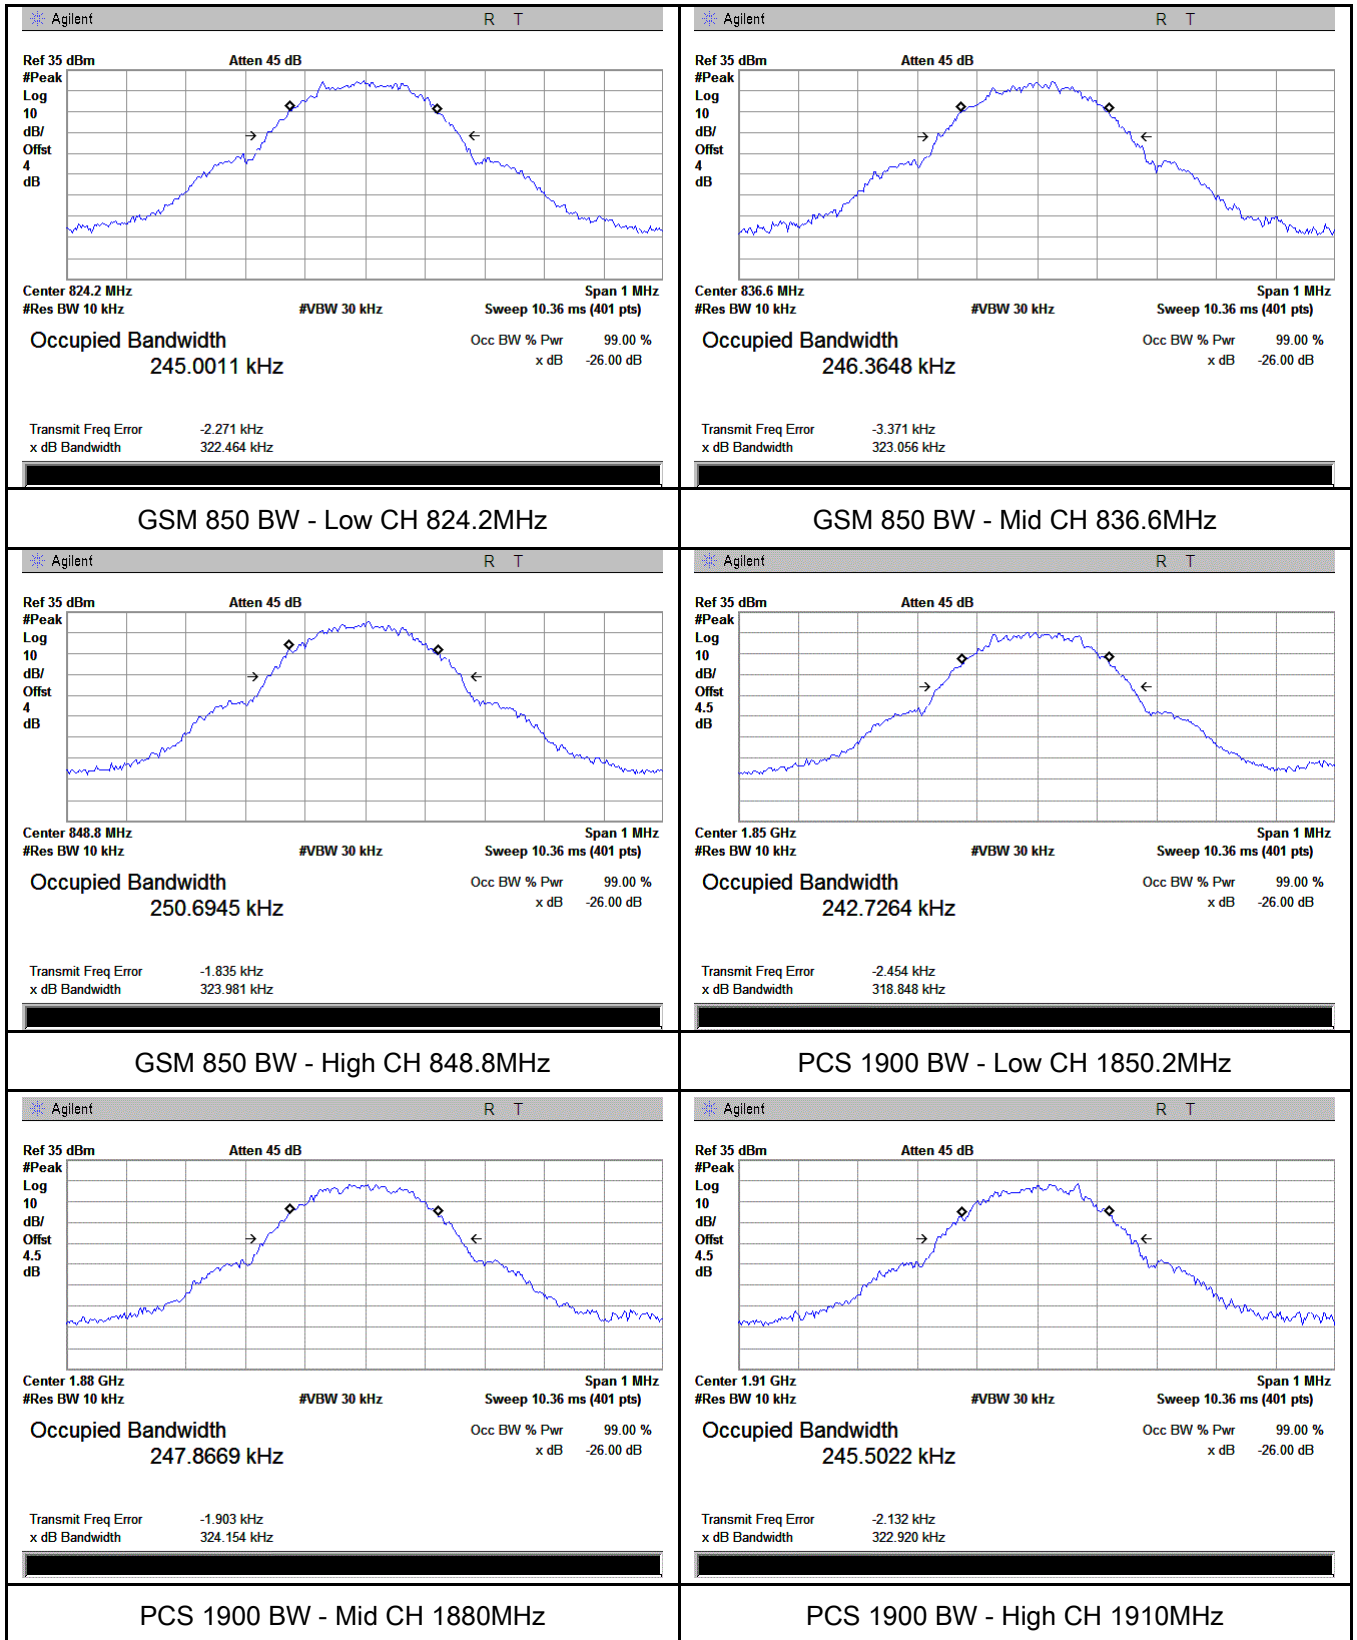 Agilent R T
Ref 35 dBm Atten 45 dB
#Peak
Log
10
dB/
Offst
4
dB
Center 824.2 MHz Span 1 MHz
#Res BW 10 kHz #VBW 30 kHz Sweep 10.36 ms (401 pts)
Occupied Bandwidth Occ BW % Pwr 99.00 %
245.0011 kHz x dB -26.00 dB
Transmit Freq Error -2.271 kHz
x dB Bandwidth 322.464 kHz
GSM 850 BW - Low CH 824.2MHz
Agilent R T
Ref 35 dBm Atten 45 dB
#Peak
Log
10
dB/
Offst
4
dB
Center 836.6 MHz Span 1 MHz
#Res BW 10 kHz #VBW 30 kHz Sweep 10.36 ms (401 pts)
Occupied Bandwidth Occ BW % Pwr 99.00 %
246.3648 kHz x dB -26.00 dB
Transmit Freq Error -3.371 kHz
x dB Bandwidth 323.056 kHz
GSM 850 BW - Mid CH 836.6MHz
Agilent R T
Ref 35 dBm Atten 45 dB
#Peak
Log
10
dB/
Offst
4
dB
Center 848.8 MHz Span 1 MHz
#Res BW 10 kHz #VBW 30 kHz Sweep 10.36 ms (401 pts)
Occupied Bandwidth Occ BW % Pwr 99.00 %
250.6945 kHz x dB -26.00 dB
Transmit Freq Error -1.835 kHz
x dB Bandwidth 323.981 kHz
GSM 850 BW - High CH 848.8MHz
Agilent R T
Ref 35 dBm Atten 45 dB
#Peak
Log
10
dB/
Offst
4.5
dB
Center 1.85 GHz Span 1 MHz
#Res BW 10 kHz #VBW 30 kHz Sweep 10.36 ms (401 pts)
Occupied Bandwidth Occ BW % Pwr 99.00 %
242.7264 kHz x dB -26.00 dB
Transmit Freq Error -2.454 kHz
x dB Bandwidth 318.848 kHz
PCS 1900 BW - Low CH 1850.2MHz
Agilent R T
Ref 35 dBm Atten 45 dB
#Peak
Log
10
dB/
Offst
4.5
dB
Center 1.88 GHz Span 1 MHz
#Res BW 10 kHz #VBW 30 kHz Sweep 10.36 ms (401 pts)
Occupied Bandwidth Occ BW % Pwr 99.00 %
247.8669 kHz x dB -26.00 dB
Transmit Freq Error -1.903 kHz
x dB Bandwidth 324.154 kHz
PCS 1900 BW - Mid CH 1880MHz
Agilent R T
Ref 35 dBm Atten 45 dB
#Peak
Log
10
dB/
Offst
4.5
dB
Center 1.91 GHz Span 1 MHz
#Res BW 10 kHz #VBW 30 kHz Sweep 10.36 ms (401 pts)
Occupied Bandwidth Occ BW % Pwr 99.00 %
245.5022 kHz x dB -26.00 dB
Transmit Freq Error -2.132 kHz
x dB Bandwidth 322.920 kHz
PCS 1900 BW - High CH 1910MHz